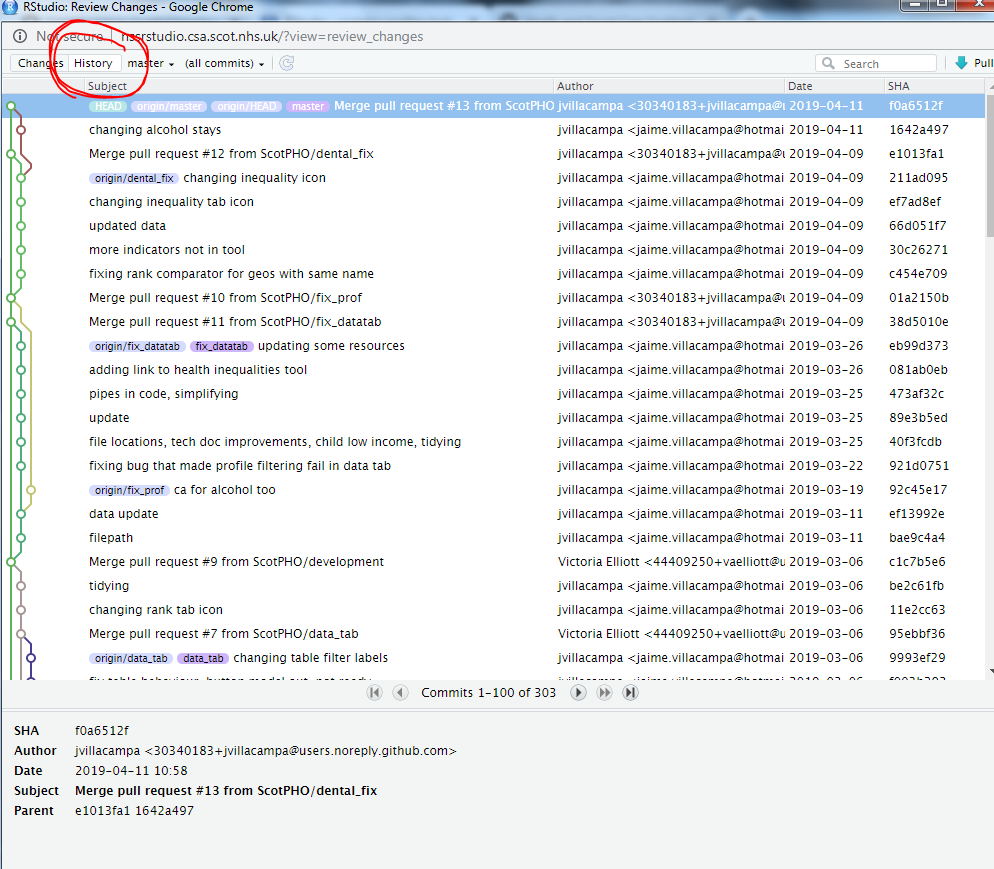 RStudio: Review Changes - Google Chrome
Not secure | nssrstudio.csa.scot.nhs.uk/?view=review_changes
Changes History master (all commits) Search Pull
Subject Author Date SHA
HEAD origin/master origin/HEAD master Merge pull request #13 from ScotPHO jvillacampa <30340183+jvillacampa@u 2019-04-11 f0a6512f
changing alcohol stays jvillacampa <jaime.villacampa@hotmai 2019-04-11 1642a497
Merge pull request #12 from ScotPHO/dental_fix jvillacampa <30340183+jvillacampa@u 2019-04-09 e1013fa1
origin/dental_fix changing inequality icon jvillacampa <jaime.villacampa@hotmai 2019-04-09 211ad095
changing inequality tab icon jvillacampa <jaime.villacampa@hotmai 2019-04-09 ef7ad8ef
updated data jvillacampa <jaime.villacampa@hotmai 2019-04-09 66d051f7
more indicators not in tool jvillacampa <jaime.villacampa@hotmai 2019-04-09 30c26271
fixing rank comparator for geos with same name jvillacampa <jaime.villacampa@hotmai 2019-04-09 c454e709
Merge pull request #10 from ScotPHO/fix_prof jvillacampa <30340183+jvillacampa@u 2019-04-09 01a2150b
Merge pull request #11 from ScotPHO/fix_datatab jvillacampa <30340183+jvillacampa@u 2019-04-09 38d5010e
origin/fix_datatab fix_datatab updating some resources jvillacampa <jaime.villacampa@hotmai 2019-03-26 eb99d373
adding link to health inequalities tool jvillacampa <jaime.villacampa@hotmai 2019-03-26 081ab0eb
pipes in code, simplifying jvillacampa <jaime.villacampa@hotmai 2019-03-25 473af32c
update jvillacampa <jaime.villacampa@hotmai 2019-03-25 89e3b5ed
file locations, tech doc improvements, child low income, tidying jvillacampa <jaime.villacampa@hotmai 2019-03-25 40f3fcdb
fixing bug that made profile filtering fail in data tab jvillacampa <jaime.villacampa@hotmai 2019-03-22 921d0751
origin/fix_prof ca for alcohol too jvillacampa <jaime.villacampa@hotmai 2019-03-19 92c45e17
data update jvillacampa <jaime.villacampa@hotmai 2019-03-11 ef13992e
filepath jvillacampa <jaime.villacampa@hotmai 2019-03-11 bae9c4a4
Merge pull request #9 from ScotPHO/development Victoria Elliott <44409250+vaelliott@u 2019-03-06 c1c7b5e6
tidying jvillacampa <jaime.villacampa@hotmai 2019-03-06 be2c61fb
changing rank tab icon jvillacampa <jaime.villacampa@hotmai 2019-03-06 11e2cc63
Merge pull request #7 from ScotPHO/data_tab Victoria Elliott <44409250+vaelliott@u 2019-03-06 95ebbf36
origin/data_tab data_tab changing table filter labels jvillacampa <jaime.villacampa@hotmai 2019-03-06 9993ef29
Commits 1-100 of 303
SHA f0a6512f
Author jvillacampa <30340183+jvillacampa@users.noreply.github.com>
Date 2019-04-11 10:58
Subject Merge pull request #13 from ScotPHO/dental_fix
Parent e1013fa1 1642a497